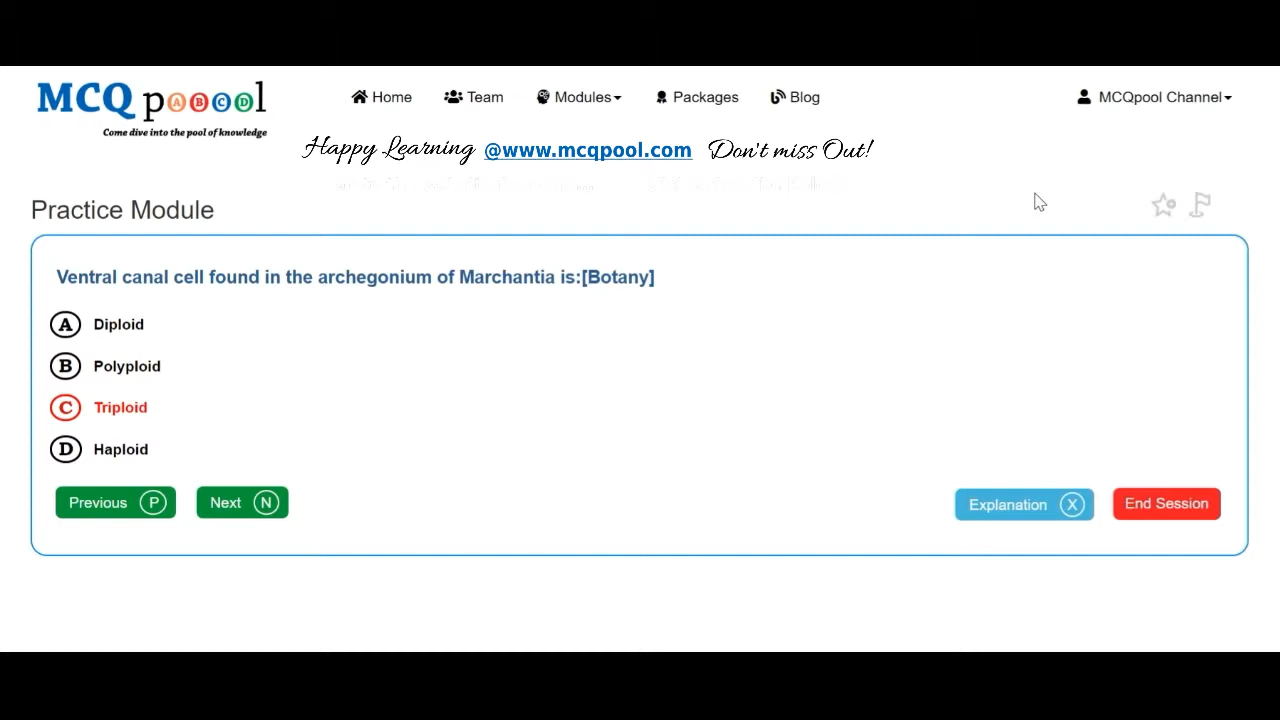 MCQ pooool
Come dive into the pool of knowledge
Home Team Modules Packages Blog MCQpool Channel
Happy Learning @www.mcqpool.com Don't miss Out!
Practice Module
Ventral canal cell found in the archegonium of Marchantia is:[Botany]
A Diploid
B Polyploid
C Triploid
D Haploid
Previous P Next N Explanation X End Session